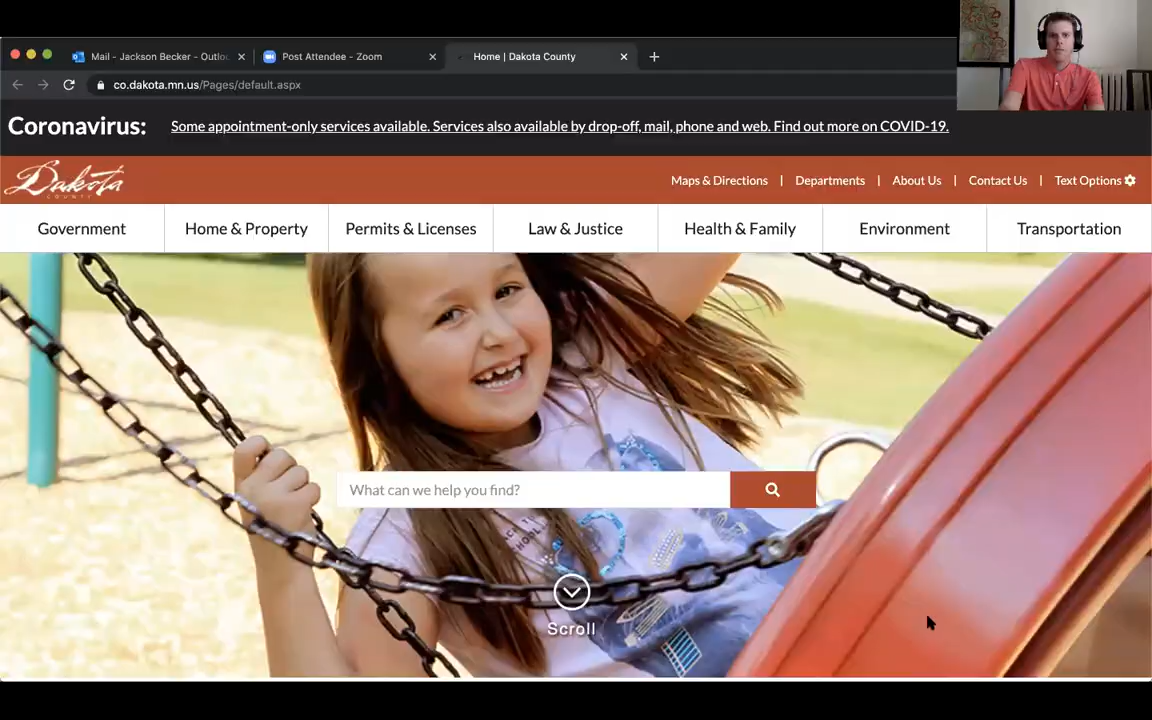 Mail - Jackson Becker - Outlo
Post Attendee - Zoom
Home | Dakota County
co.dakota.mn.us/Pages/default.aspx
Coronavirus:
Some appointment-only services available. Services also available by drop-off, mail, phone and web. Find out more on COVID-19.
Dakota
COUNTY
Maps & Directions | Departments | About Us | Contact Us | Text Options
Government
Home & Property
Permits & Licenses
Law & Justice
Health & Family
Environment
Transportation
What can we help you find?
Scroll